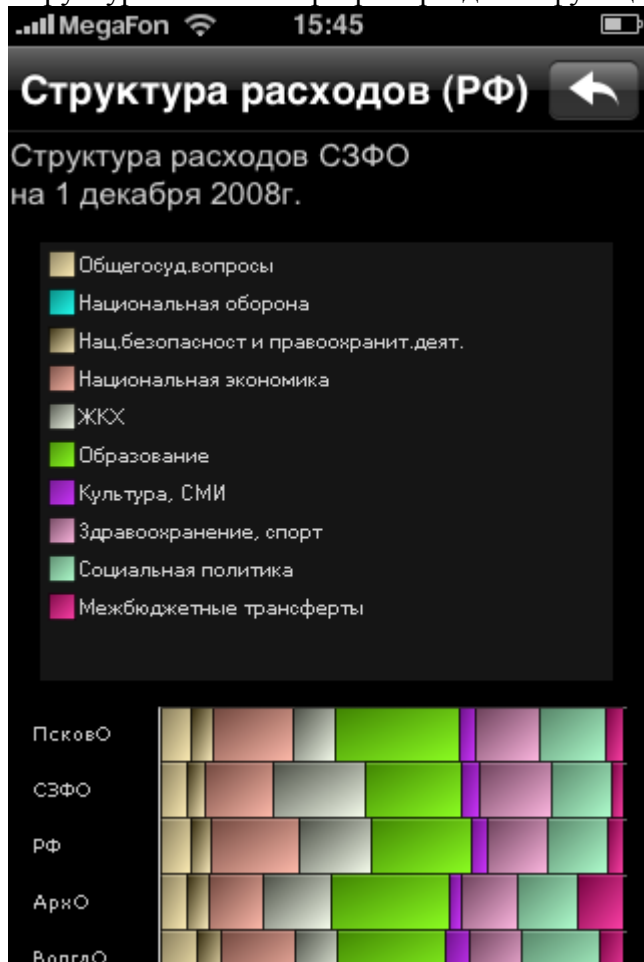 MegaFon 15:45
Структура расходов (РФ)
Структура расходов СЗФО
на 1 декабря 2008г.
Общегосуд.вопросы
Национальная оборона
Нац.безопасност и правоохранит.деят.
Национальная экономика
ЖКХ
Образование
Культура, СМИ
Здравоохранение, спорт
Социальная политика
Межбюджетные трансферты
ПсковО
СЗФО
РФ
АрхО